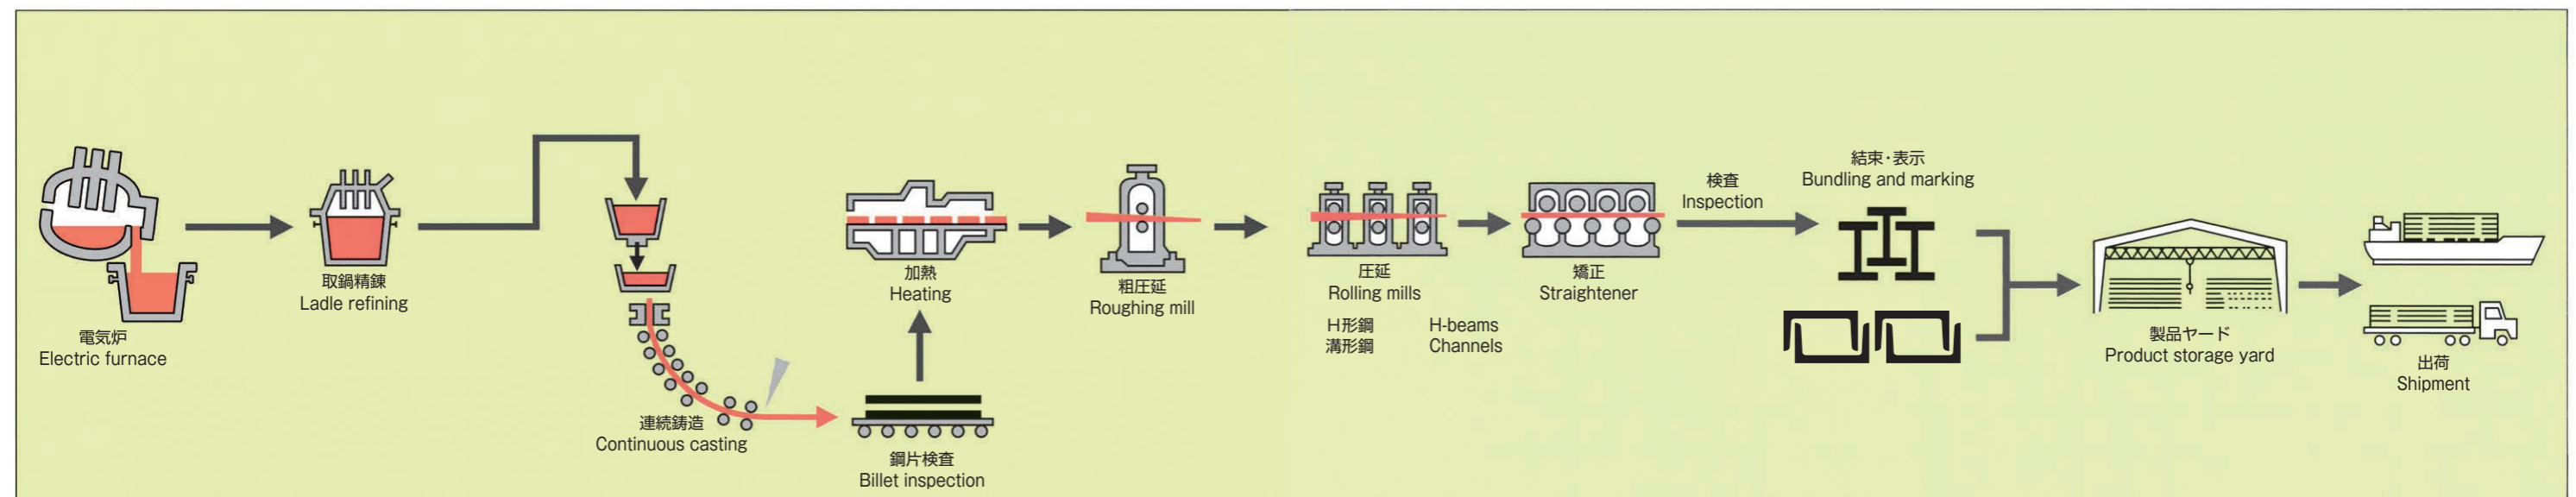 電気炉
Electric furnace
取鍋精錬
Ladle refining
連続鋳造
Continuous casting
鋼片検査
Billet inspection
加熱
Heating
粗圧延
Roughing mill
圧延
Rolling mills
H形鋼 H-beams
溝形鋼 Channels
矯正
Straightener
検査
Inspection
結束・表示
Bundling and marking
製品ヤード
Product storage yard
出荷
Shipment